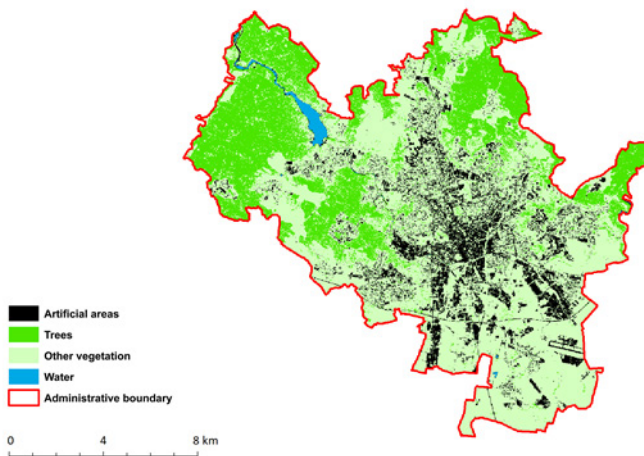 Artificial areas
Trees
Other vegetation
Water
Administrative boundary
0 4 8 km